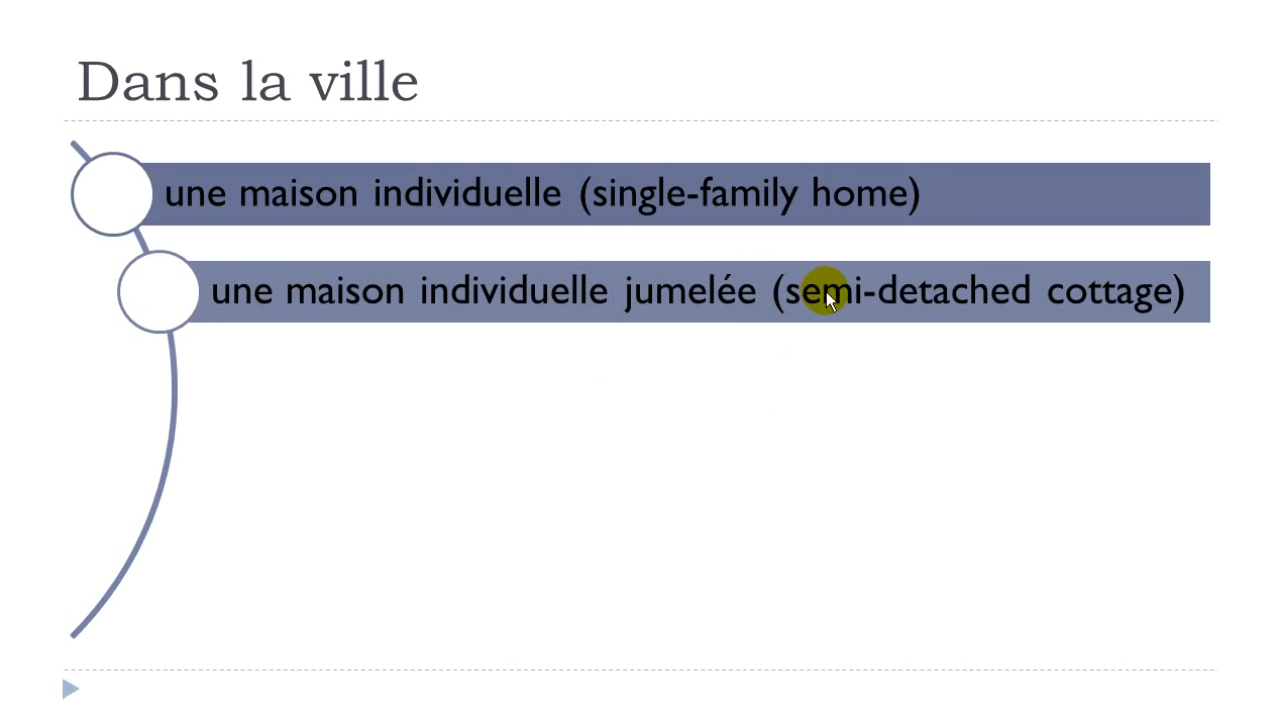 Dans la ville
une maison individuelle (single-family home)
une maison individuelle jumelée (semi-detached cottage)